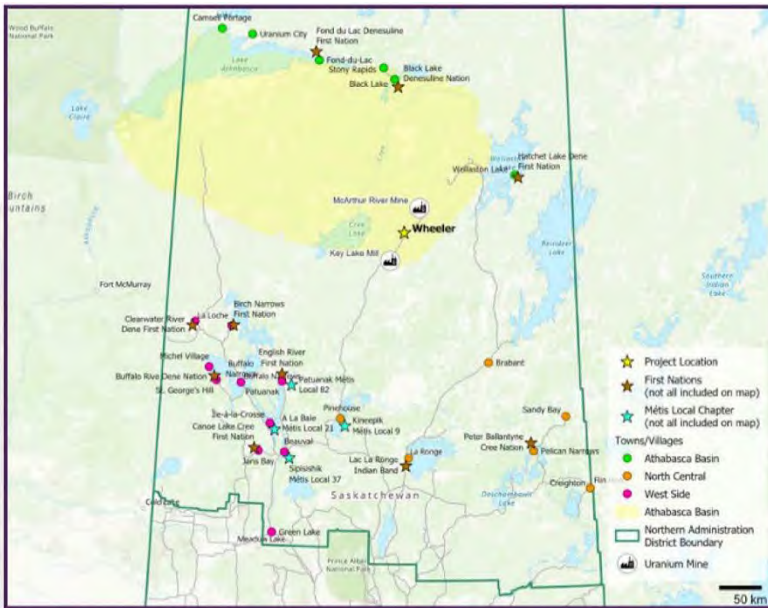 Camsell Portage
Wood Buffalo
National Park
Uranium City
Fond du Lac Denesuline
First Nation
Lake
Athabasca
Fond-du-Lac
Stony Rapids
Black Lake
Denesuline Nation
Black Lake
Lake
Claire
Hatchet Lake Dene
First Nation
Wollaston Lake
Birch
untains
McArthur River Mine
Wheeler
Cree
Lake
Key Lake Mill
Reindeer
Lake
Southern
Indian
Lake
Fort McMurray
Clearwater River
Dene First Nation
La Loche
Birch Narrows
First Nation
Michel Village
Buffalo
Narrows
English River
First Nation
Buffalo Rive Dene Nation
St. George's Hill
Patuanak
Patuanak Métis
Local 82
Brabant
Île-à-la-Crosse
A La Baie
Métis Local 21
Canoe Lake Cree
First Nation
Jans Bay
Beauval
Sipisishik
Métis Local 37
Pinehouse
Kineepik
Métis Local 9
Lac La Ronge
Indian Band
La Ronge
Peter Ballantyne
Cree Nation
Sandy Bay
Pelican Narrows
Creighton
Flin
Deschambault
Lake
Saskatchewan
Cold Lake
Green Lake
Meadow Lake
Prince Alber
National Park
Project Location
First Nations
(not all included on map)
Métis Local Chapter
(not all included on map)
Towns/Villages
Athabasca Basin
North Central
West Side
Athabasca Basin
Northern Administration
District Boundary
Uranium Mine
50 km